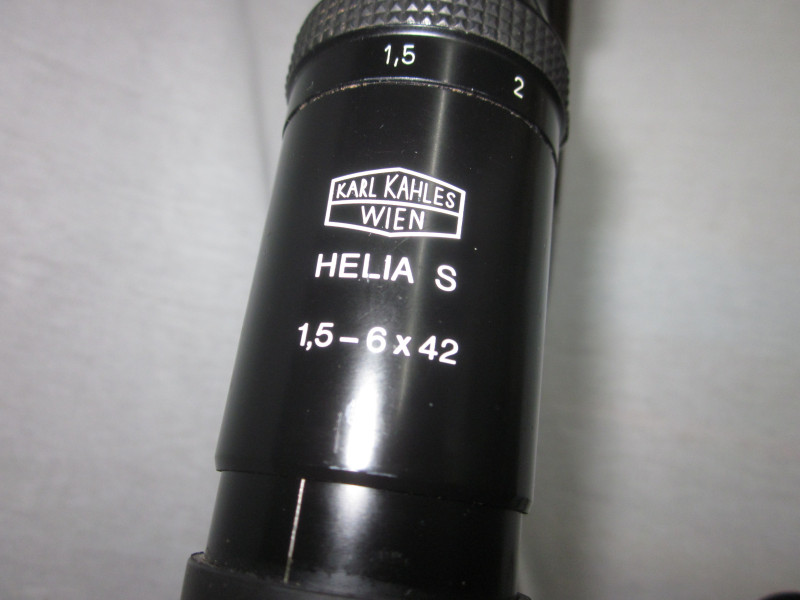 1,5 2
KARL KAHLES
WIEN
HELIA S
1,5 – 6 x 42